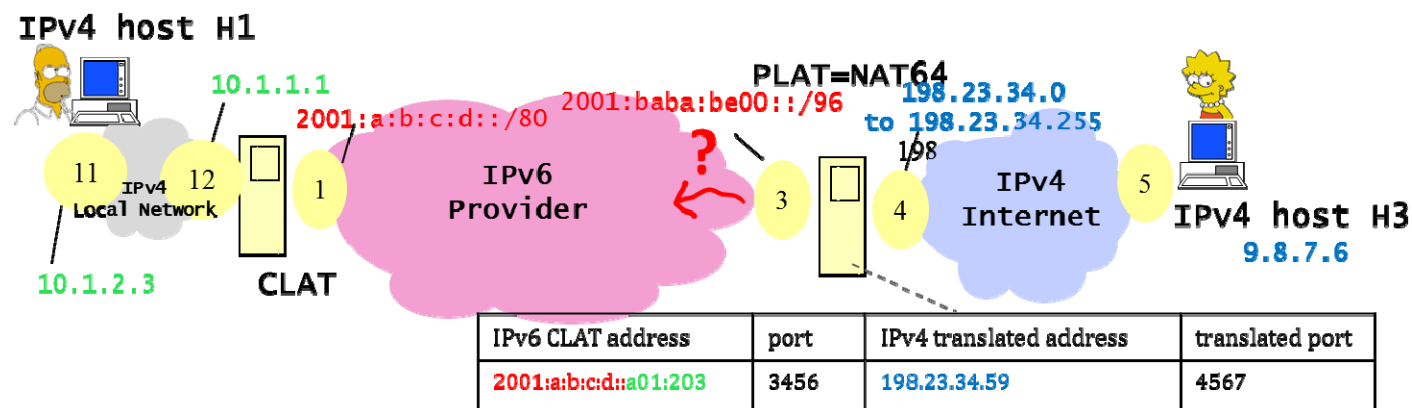 IPv4 host H1
10.1.1.1
2001:a:b:c:d::/80
2001:baba:be00::/96
PLAT=NAT64
198.23.34.0
to 198.23.34.255
198
?
11
IPv4
Local Network
12
1
IPv6
Provider
3
4
IPv4
Internet
5
IPv4 host H3
9.8.7.6
10.1.2.3
CLAT
IPv6 CLAT address port IPv4 translated address translated port
2001:a:b:c:d::a01:203 3456 198.23.34.59 4567